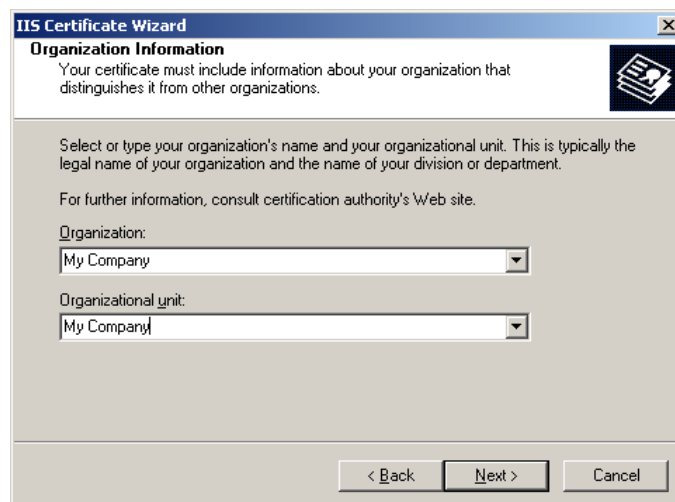 IIS Certificate Wizard
Organization Information
Your certificate must include information about your organization that
distinguishes it from other organizations.
Select or type your organization's name and your organizational unit. This is typically the
legal name of your organization and the name of your division or department.
For further information, consult certification authority's Web site.
Organization:
My Company
Organizational unit:
My Company
< Back Next > Cancel